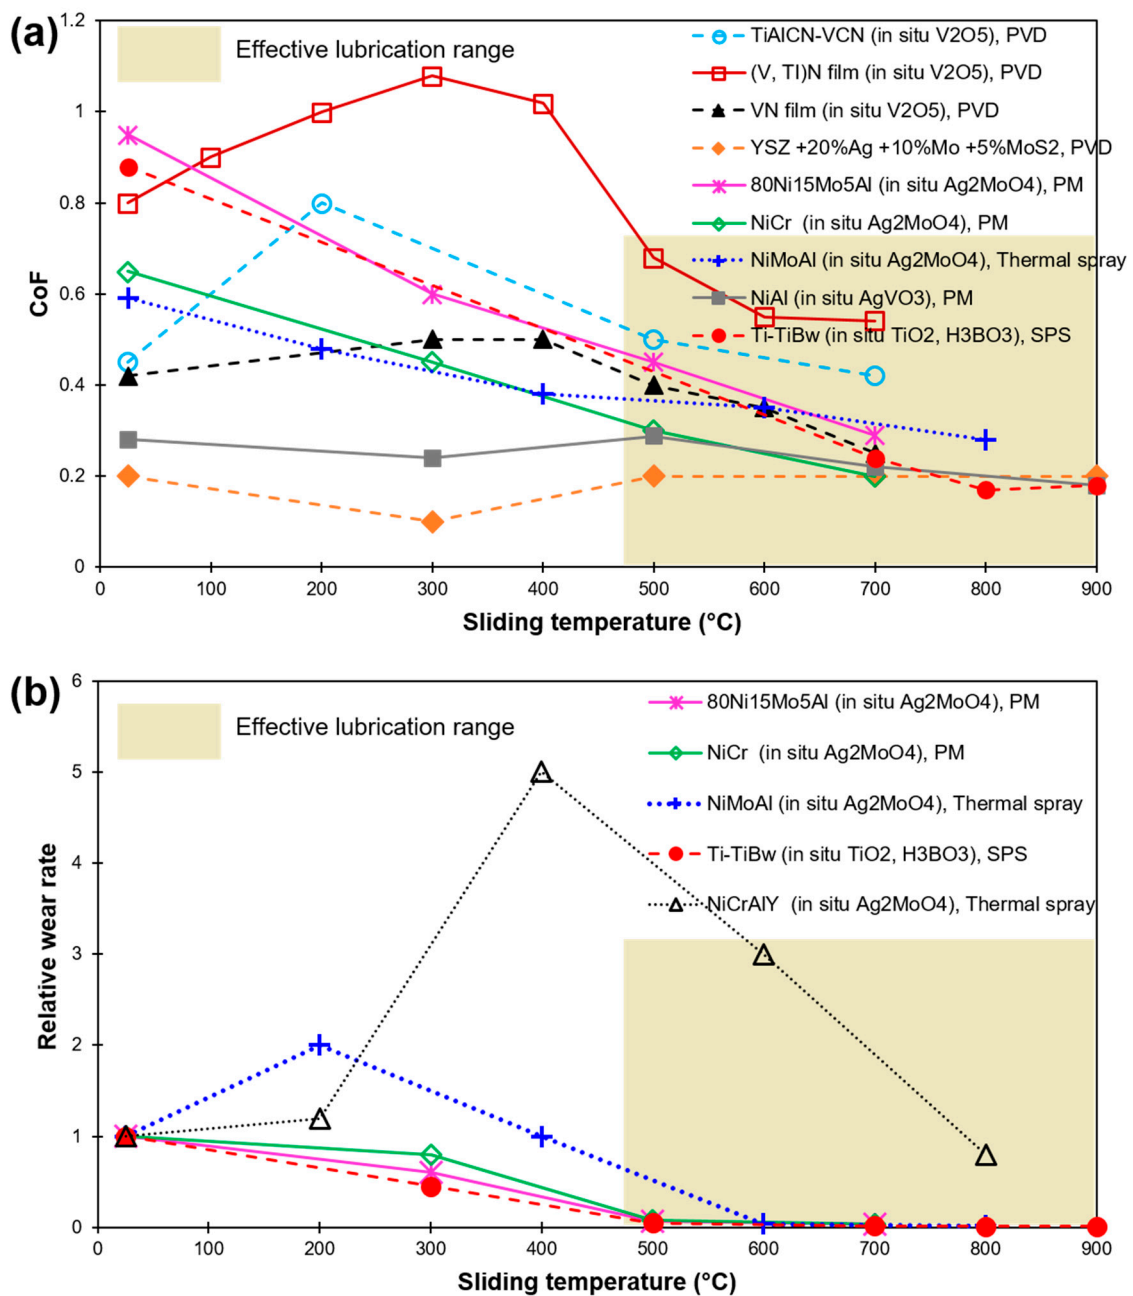 (a)
Effective lubrication range
TiAlCN-VCN (in situ V2O5), PVD
(V, TI)N film (in situ V2O5), PVD
VN film (in situ V2O5), PVD
YSZ +20%Ag +10%Mo +5%MoS2, PVD
80Ni15Mo5Al (in situ Ag2MoO4), PM
NiCr (in situ Ag2MoO4), PM
NiMoAl (in situ Ag2MoO4), Thermal spray
NiAl (in situ AgVO3), PM
Ti-TiBw (in situ TiO2, H3BO3), SPS
CoF
1.2
1
0.8
0.6
0.4
0.2
0
0 100 200 300 400 500 600 700 800 900
Sliding temperature (°C)
(b)
Effective lubrication range
80Ni15Mo5Al (in situ Ag2MoO4), PM
NiCr (in situ Ag2MoO4), PM
NiMoAl (in situ Ag2MoO4), Thermal spray
Ti-TiBw (in situ TiO2, H3BO3), SPS
NiCrAlY (in situ Ag2MoO4), Thermal spray
Relative wear rate
6
5
4
3
2
1
0
0 100 200 300 400 500 600 700 800 900
Sliding temperature (°C)